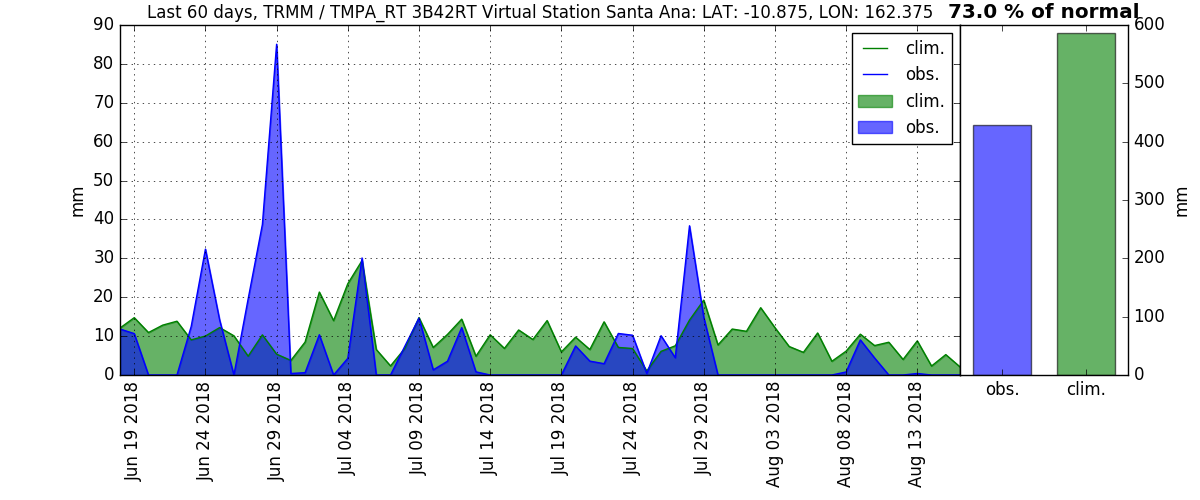 Last 60 days, TRMM / TMPA_RT 3B42RT Virtual Station Santa Ana: LAT: -10.875, LON: 162.375
73.0 % of normal
90
80
70
60
50
40
30
20
10
0
mm
clim.
obs.
clim.
obs.
Jun 19 2018
Jun 24 2018
Jun 29 2018
Jul 04 2018
Jul 09 2018
Jul 14 2018
Jul 19 2018
Jul 24 2018
Jul 29 2018
Aug 03 2018
Aug 08 2018
Aug 13 2018
600
500
400
300
200
100
0
mm
obs.
clim.